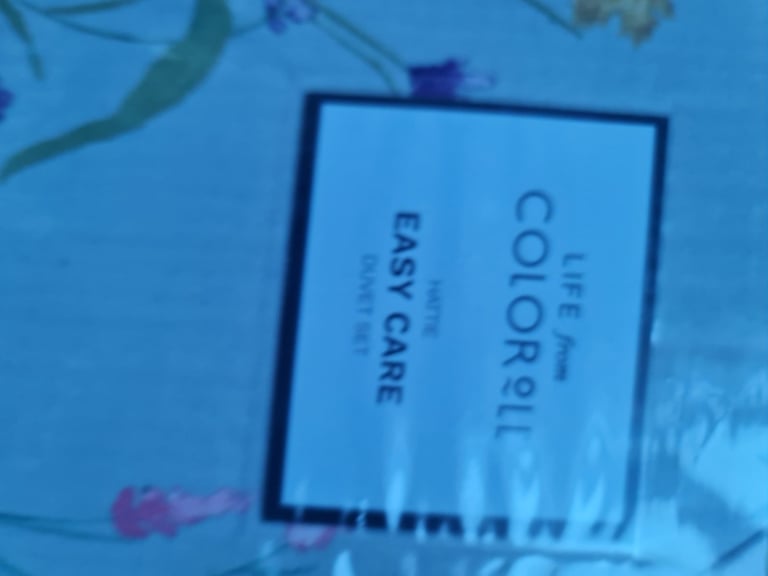 LIFE from
COLOROLL
HATTIE
EASY CARE
DUVET SET